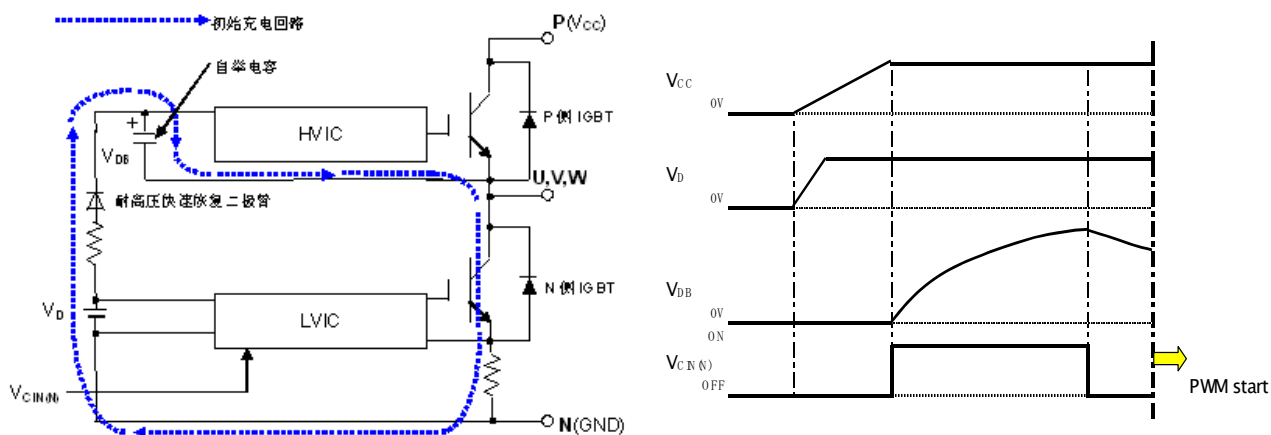 初始充电回路
P(VCC)
自举电容
HVIC
P侧IGBT
+
VDB
U,V,W
耐高压快速恢复二极管
N侧IGBT
VD
LVIC
VCIN(N)
N(GND)
VCC
0V
VD
0V
VDB
0V
ON
VCIN(N)
OFF
PWM start